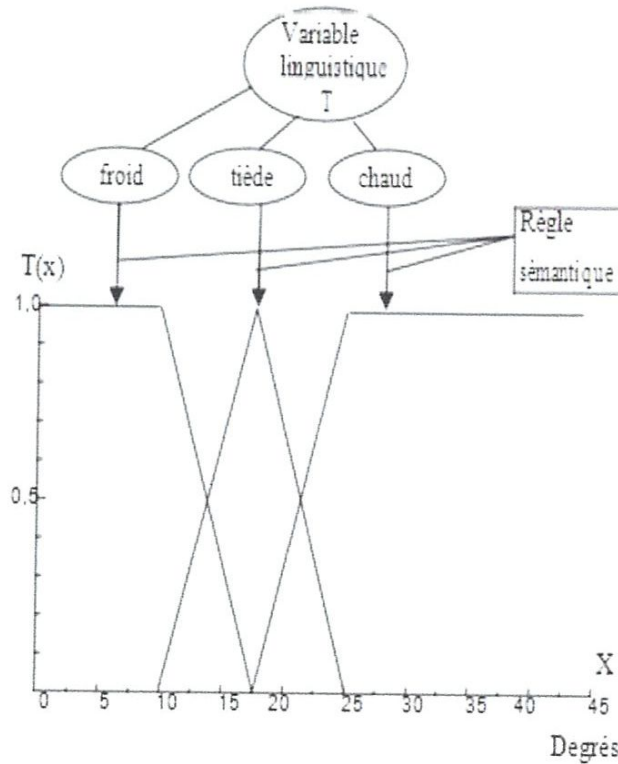 Variable
linguistique
T
froid
tiède
chaud
Règle
sémantique
T(x)
1.0
0.5
X
0 5 10 15 20 25 30 35 40 45
Degrés